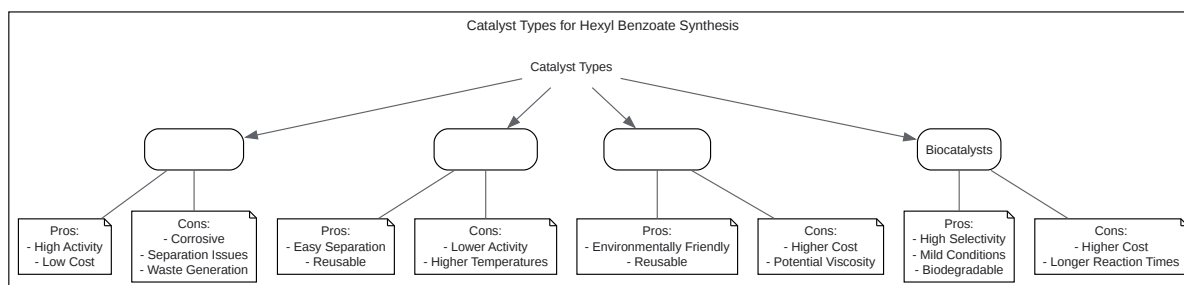 Catalyst Types for Hexyl Benzoate Synthesis
Catalyst Types
Biocatalysts
Pros:
- High Activity
- Low Cost
Cons:
- Corrosive
- Separation Issues
- Waste Generation
Pros:
- Easy Separation
- Reusable
Cons:
- Lower Activity
- Higher Temperatures
Pros:
- Environmentally Friendly
- Reusable
Cons:
- Higher Cost
- Potential Viscosity
Pros:
- High Selectivity
- Mild Conditions
- Biodegradable
Cons:
- Higher Cost
- Longer Reaction Times